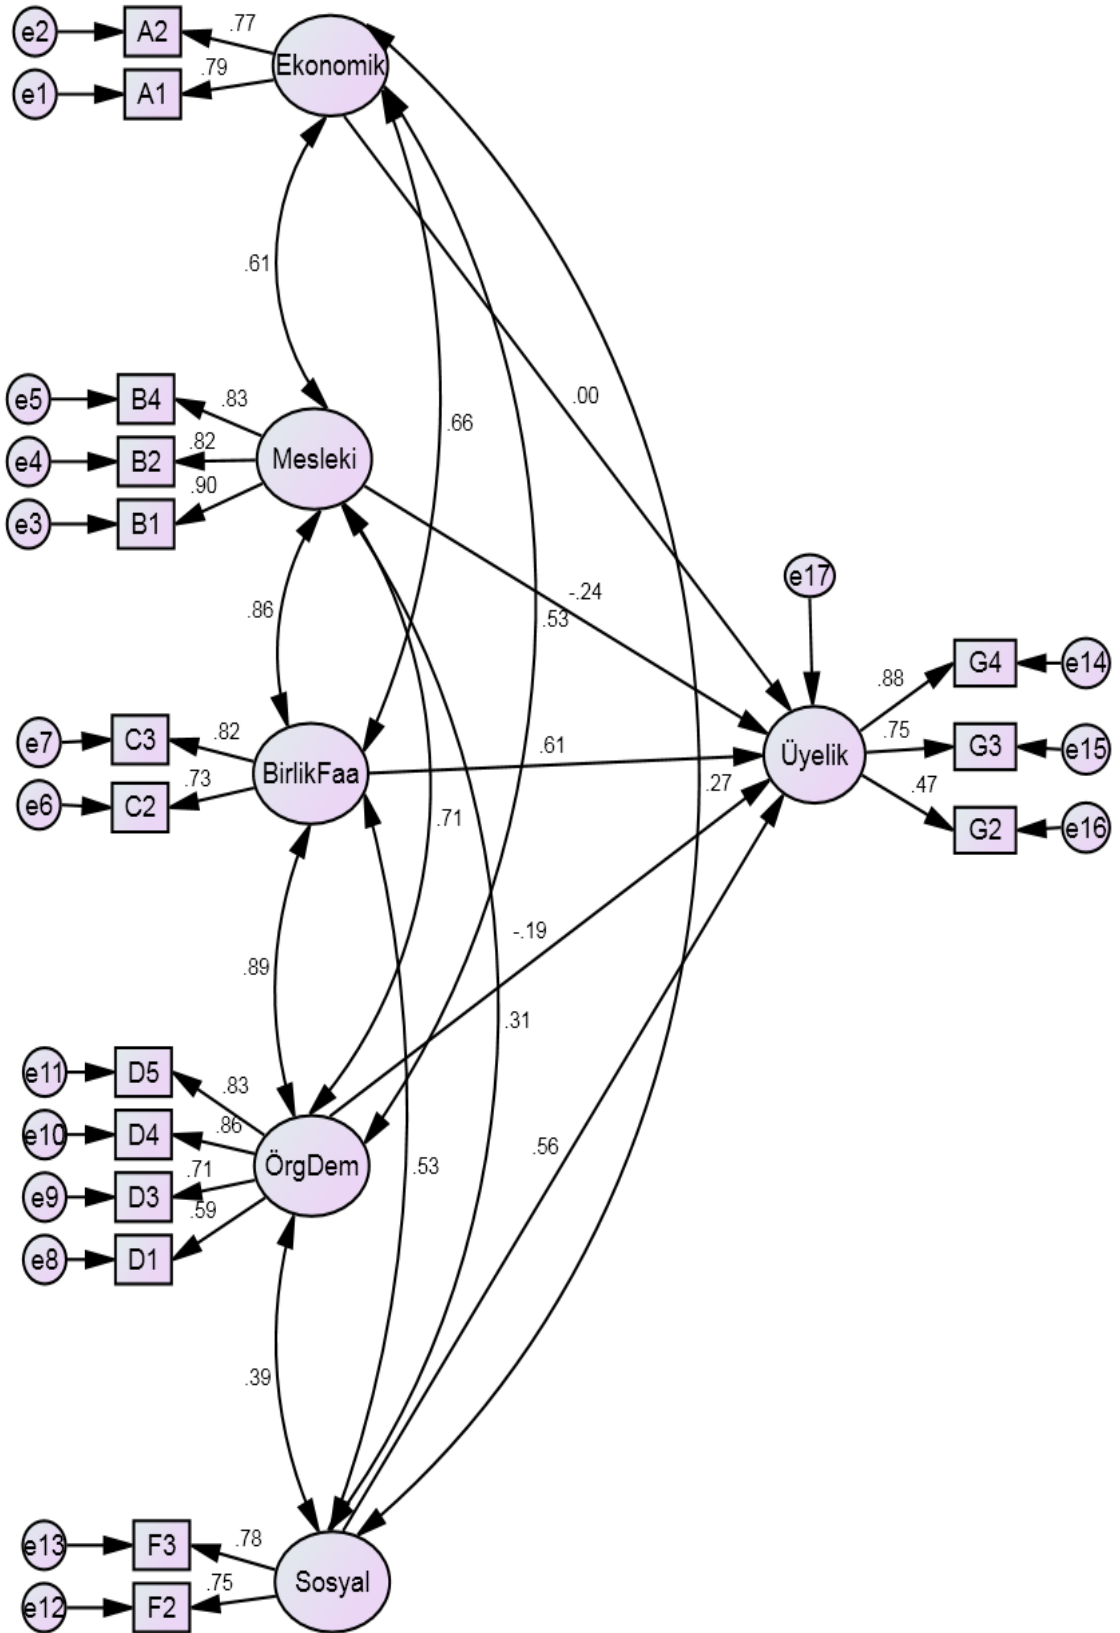 e2 A2 .77 Ekonomik
e1 A1 .79
.61
.00
e5 B4 .83
.66
e4 B2 .82 Mesleki
e3 B1 .90
-.24
.86 .53
e17
G4 e14
.88
e7 C3 .82 .61 Üyelik .75 G3 e15
BirlikFaa
e6 C2 .73 .27 .47
.71 G2 e16
-.19
.89
.31
e11 D5 .83
e10 D4 .86
.56
ÖrgDem .53
e9 D3 .71
.59
e8 D1
.39
e13 F3 .78
Sosyal
e12 F2 .75